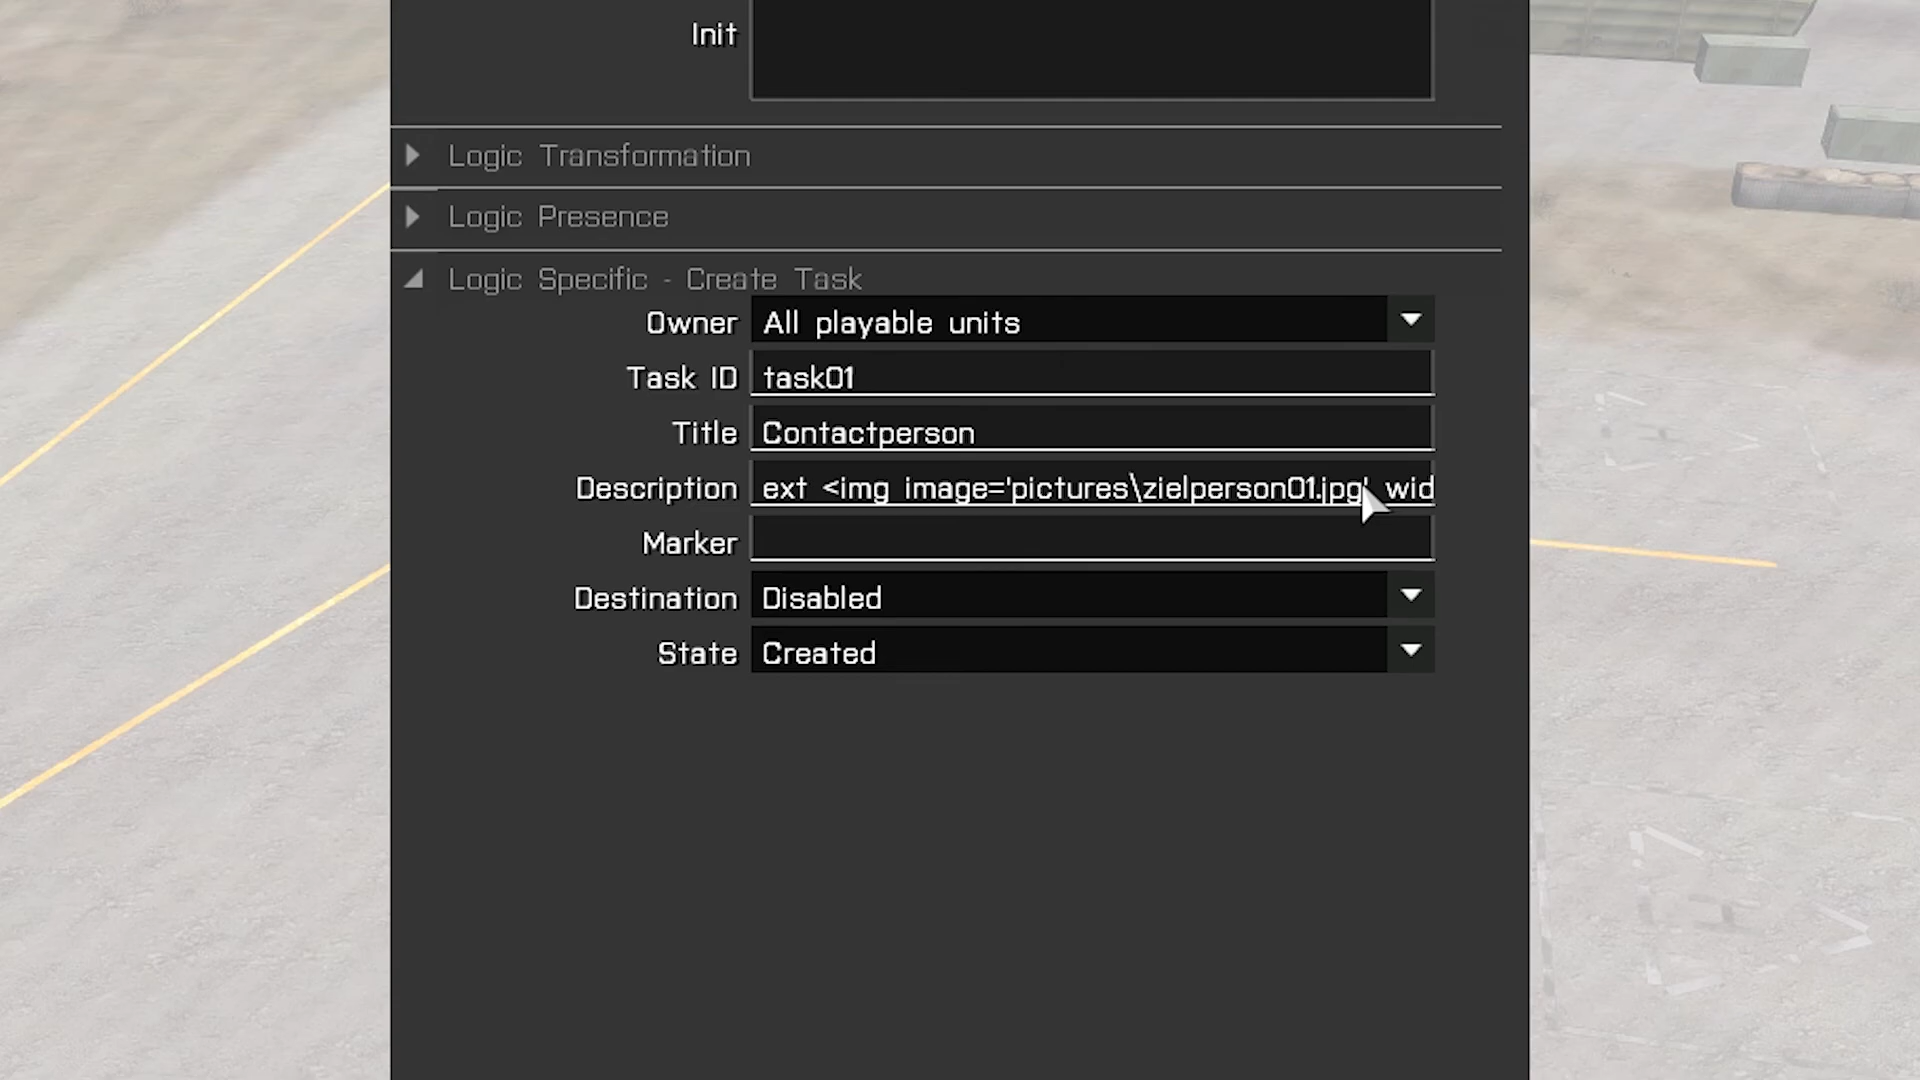 Init
Logic Transformation
Logic Presence
Logic Specific - Create Task
Owner All playable units
Task ID task01
Title Contactperson
Description ext <img image='pictures\zielperson01.jpg' wid
Marker
Destination Disabled
State Created